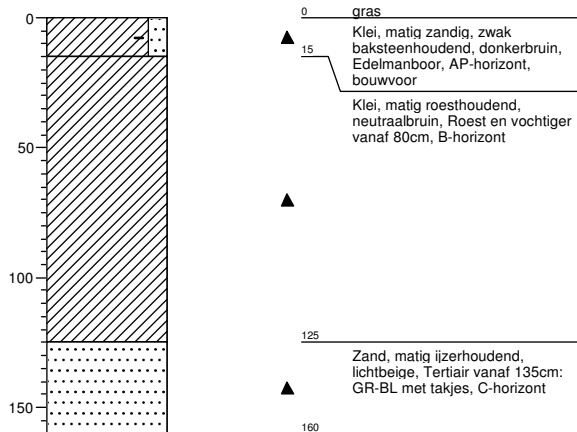 0
50
100
150
0
gras
Klei, matig zandig, zwak
baksteenhoudend, donkerbruin,
Edelmanboor, AP-horizont,
bouwvoor
15
Klei, matig roesthoudend,
neutraalbruin, Roest en vochtiger
vanaf 80cm, B-horizont
125
Zand, matig ijzerhoudend,
lichtbeige, Tertiair vanaf 135cm:
GR-BL met takjes, C-horizont
160